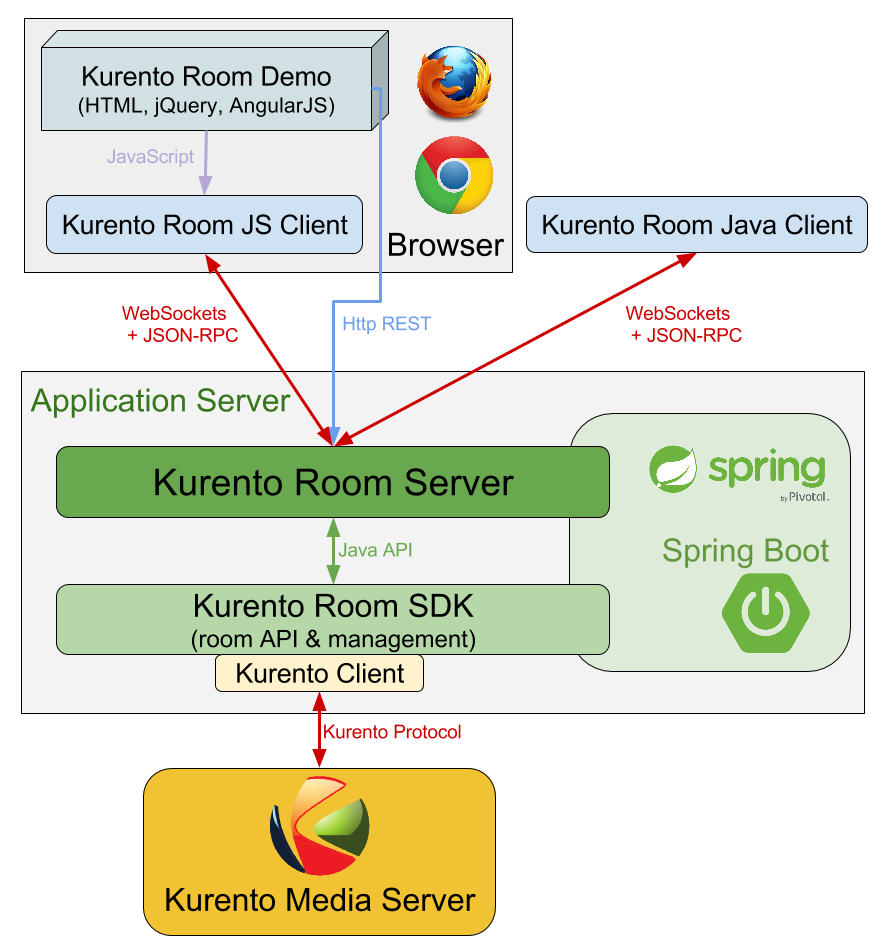 Kurento Room Demo
(HTML, jQuery, AngularJS)
JavaScript
Kurento Room JS Client
Browser
Kurento Room Java Client
WebSockets
+ JSON-RPC
Http REST
WebSockets
+ JSON-RPC
Application Server
Kurento Room Server
spring
by Pivotal.
Java API
Spring Boot
Kurento Room SDK
(room API & management)
Kurento Client
Kurento Protocol
Kurento Media Server